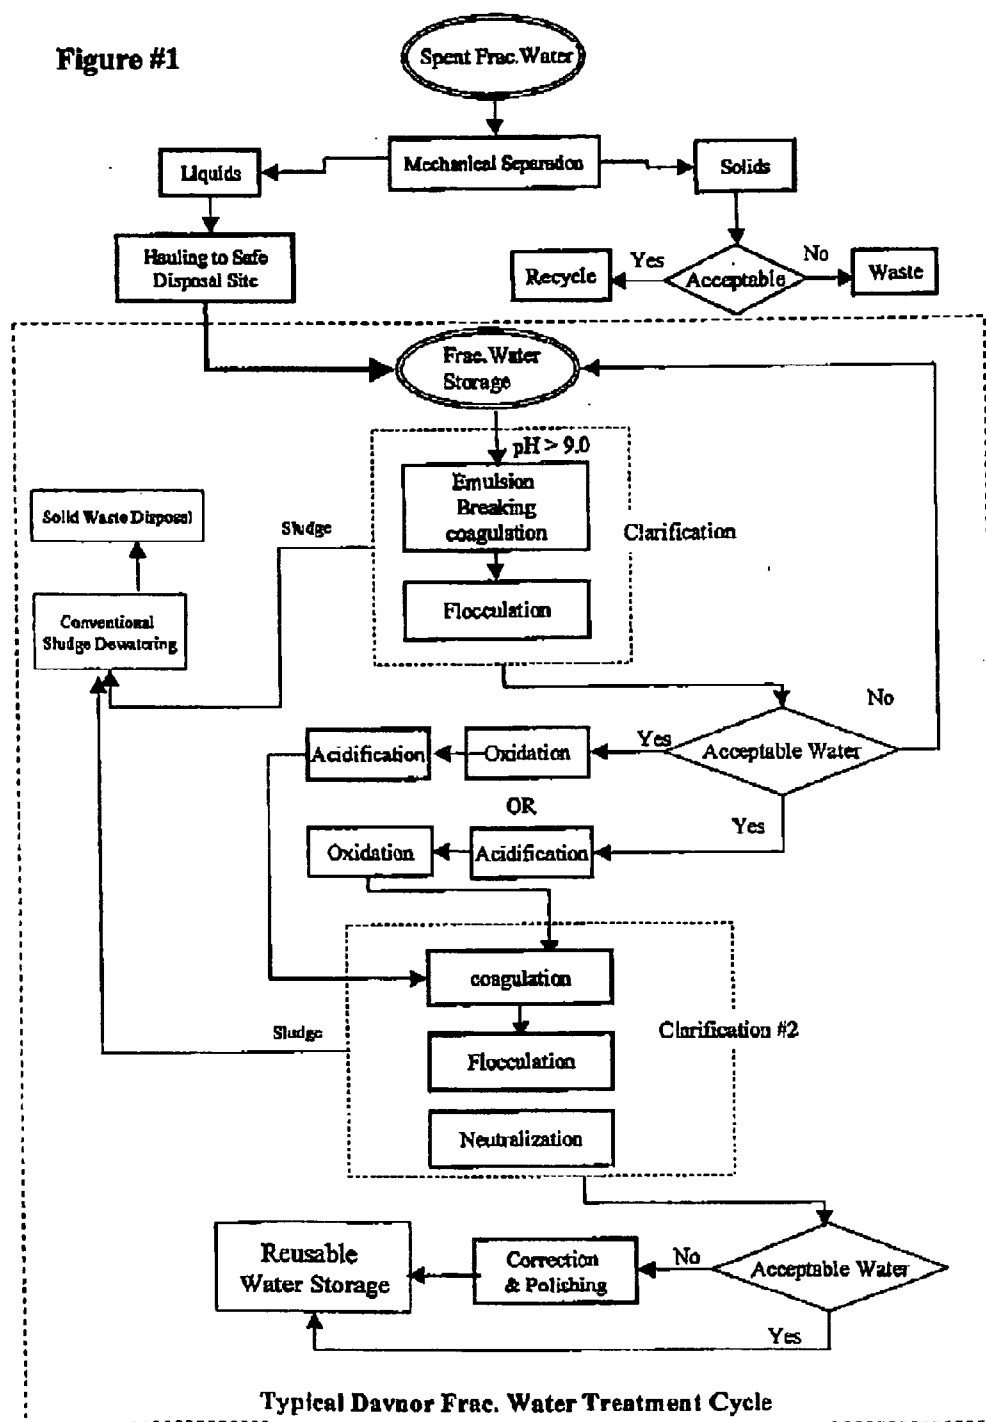 Figure #1
Spent Frac. Water
Mechanical Separation
Liquids
Solids
Hauling to Safe
Disposal Site
Recycle
Yes
Acceptable
No
Waste
Frac. Water
Storage
pH > 9.0
Emulsion
Breaking
coagulation
Clarification
Flocculation
Sludge
Solid Waste Disposal
Conventional
Sludge Dewatering
No
Acidification
Oxidation
Yes
Acceptable Water
OR
Yes
Oxidation
Acidification
coagulation
Sludge
Clarification #2
Flocculation
Neutralization
Reusable
Water Storage
Correction
& Polishing
No
Acceptable Water
Yes
Typical Davnor Frac. Water Treatment Cycle